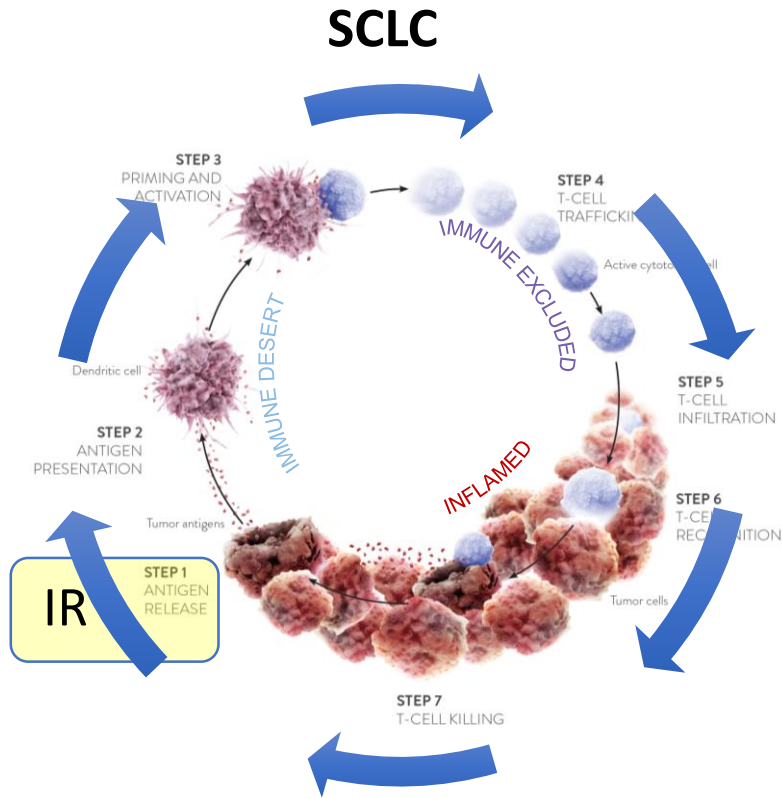 SCLC
STEP 3
PRIMING AND
ACTIVATION
STEP 4
T-CELL
IMMUNE EXCLUDED
Active
STEP 5
T-CELL
INFILTRATION
IMMUNE DESERT
Dendritic cell
STEP 2
ANTIGEN
PRESENTATION
INFLAMED
STEP 6
Tumor antigens
IR
STEP 1
ANTIGEN
RELEASE
Tumor cells
STEP 7
T-CELL KILLING